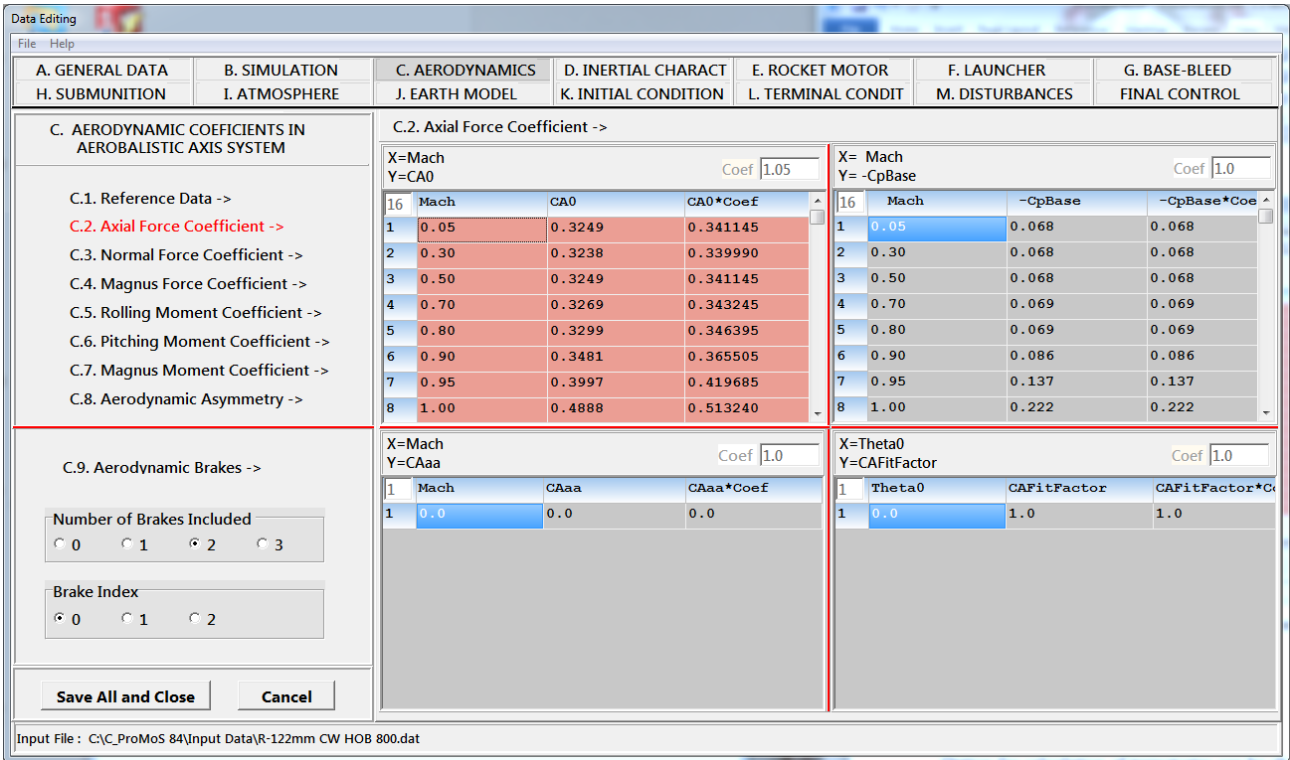 Data Editing
File Help
A. GENERAL DATA B. SIMULATION C. AERODYNAMICS D. INERTIAL CHARACT E. ROCKET MOTOR F. LAUNCHER G. BASE-BLEED
H. SUBMUNITION I. ATMOSPHERE J. EARTH MODEL K. INITIAL CONDITION L. TERMINAL CONDIT M. DISTURBANCES FINAL CONTROL
C. AERODYNAMIC COEFICIENTS IN
AEROBALISTIC AXIS SYSTEM
C.1. Reference Data ->
C.2. Axial Force Coefficient ->
C.3. Normal Force Coefficient ->
C.4. Magnus Force Coefficient ->
C.5. Rolling Moment Coefficient ->
C.6. Pitching Moment Coefficient ->
C.7. Magnus Moment Coefficient ->
C.8. Aerodynamic Asymmetry ->
C.9. Aerodynamic Brakes ->
Number of Brakes Included
0 1 2 3
Brake Index
0 1 2
Save All and Close Cancel
C.2. Axial Force Coefficient ->
X=Mach
Y=CA0
Coef 1.05
16 Mach CA0 CA0*Coef
1 0.05 0.3249 0.341145
2 0.30 0.3238 0.339990
3 0.50 0.3249 0.341145
4 0.70 0.3269 0.343245
5 0.80 0.3299 0.346395
6 0.90 0.3481 0.365505
7 0.95 0.3997 0.419685
8 1.00 0.4888 0.513240
X= Mach
Y= -CpBase
Coef 1.0
16 Mach -CpBase -CpBase*Coe
1 0.05 0.068 0.068
2 0.30 0.068 0.068
3 0.50 0.068 0.068
4 0.70 0.069 0.069
5 0.80 0.069 0.069
6 0.90 0.086 0.086
7 0.95 0.137 0.137
8 1.00 0.222 0.222
X=Mach
Y=CAaa
Coef 1.0
1 Mach CAaa CAaa*Coef
1 0.0 0.0 0.0
X=Theta0
Y=CAFitFactor
Coef 1.0
1 Theta0 CAFitFactor CAFitFactor*Co
1 0.0 1.0 1.0
Input File : C:\C_ProMoS 84\Input Data\R-122mm CW HOB 800.dat